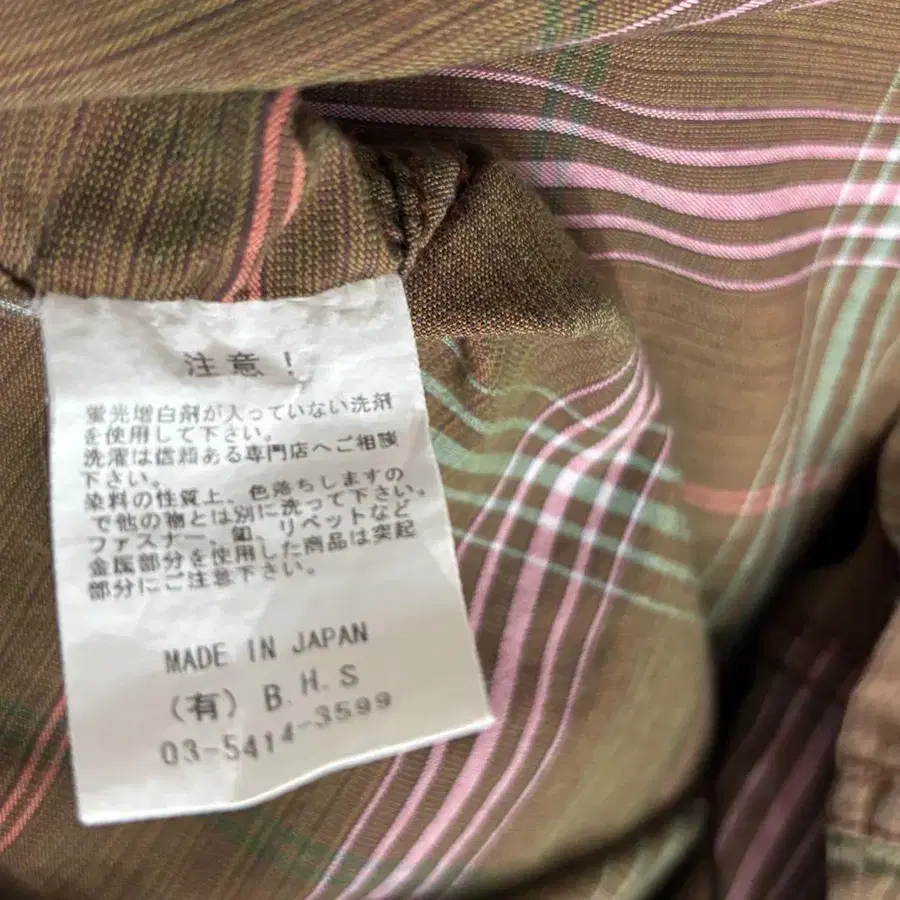 注意！
蛍光増白剤が入っていない洗剤
を使用して下さい。
洗濯は信頼ある専門店へご相談
下さい。
染料の性質上、色落ちしますの
で他の物とは別に洗って下さい。
ファスナー、釦、リベットなど
金属部分を使用した商品は突起
部分にご注意下さい。
MADE IN JAPAN
(有) B.H.S
03-5414-3599